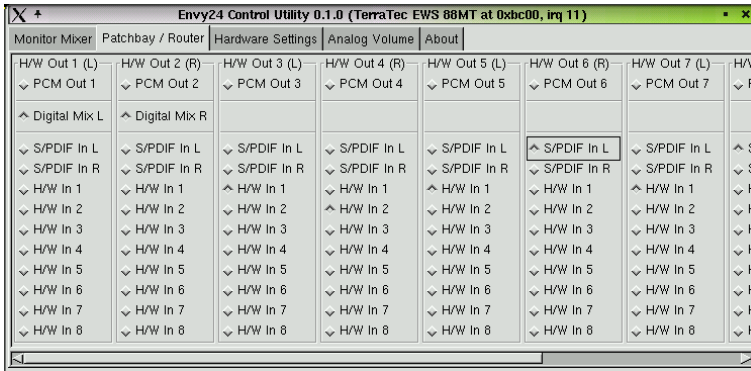 Envy24 Control Utility 0.1.0 (TerraTec EWS 88MT at 0xbc00, irq 11)
Monitor Mixer Patchbay / Router Hardware Settings Analog Volume About
H/W Out 1 (L) H/W Out 2 (R) H/W Out 3 (L) H/W Out 4 (R) H/W Out 5 (L) H/W Out 6 (R) H/W Out 7 (L)
PCM Out 1 PCM Out 2 PCM Out 3 PCM Out 4 PCM Out 5 PCM Out 6 PCM Out 7
Digital Mix L Digital Mix R
S/PDIF In L S/PDIF In L S/PDIF In L S/PDIF In L S/PDIF In L S/PDIF In L S/PDIF In L
S/PDIF In R S/PDIF In R S/PDIF In R S/PDIF In R S/PDIF In R S/PDIF In R S/PDIF In R
H/W In 1 H/W In 1 H/W In 1 H/W In 1 H/W In 1 H/W In 1 H/W In 1
H/W In 2 H/W In 2 H/W In 2 H/W In 2 H/W In 2 H/W In 2 H/W In 2
H/W In 3 H/W In 3 H/W In 3 H/W In 3 H/W In 3 H/W In 3 H/W In 3
H/W In 4 H/W In 4 H/W In 4 H/W In 4 H/W In 4 H/W In 4 H/W In 4
H/W In 5 H/W In 5 H/W In 5 H/W In 5 H/W In 5 H/W In 5 H/W In 5
H/W In 6 H/W In 6 H/W In 6 H/W In 6 H/W In 6 H/W In 6 H/W In 6
H/W In 7 H/W In 7 H/W In 7 H/W In 7 H/W In 7 H/W In 7 H/W In 7
H/W In 8 H/W In 8 H/W In 8 H/W In 8 H/W In 8 H/W In 8 H/W In 8